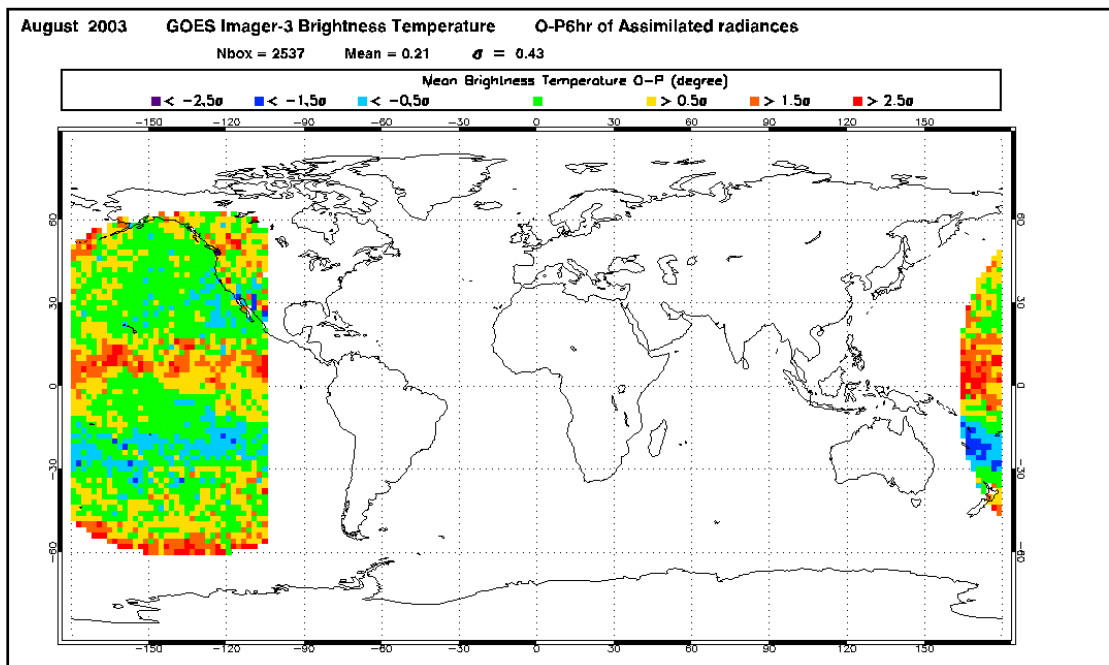 August 2003 GOES Imager-3 Brightness Temperature O-P6hr of Assimilated radiances
Nbox = 2537 Mean = 0.21 σ = 0.43
Mean Brightness Temperature O-P (degree)
< -2.5σ < -1.5σ < -0.5σ > 0.5σ > 1.5σ > 2.5σ
-150 -120 -90 -60 -30 0 30 60 90 120 150
60 60
30 30
0 0
-30 -30
-60 -60
-150 -120 -90 -60 -30 0 30 60 90 120 150